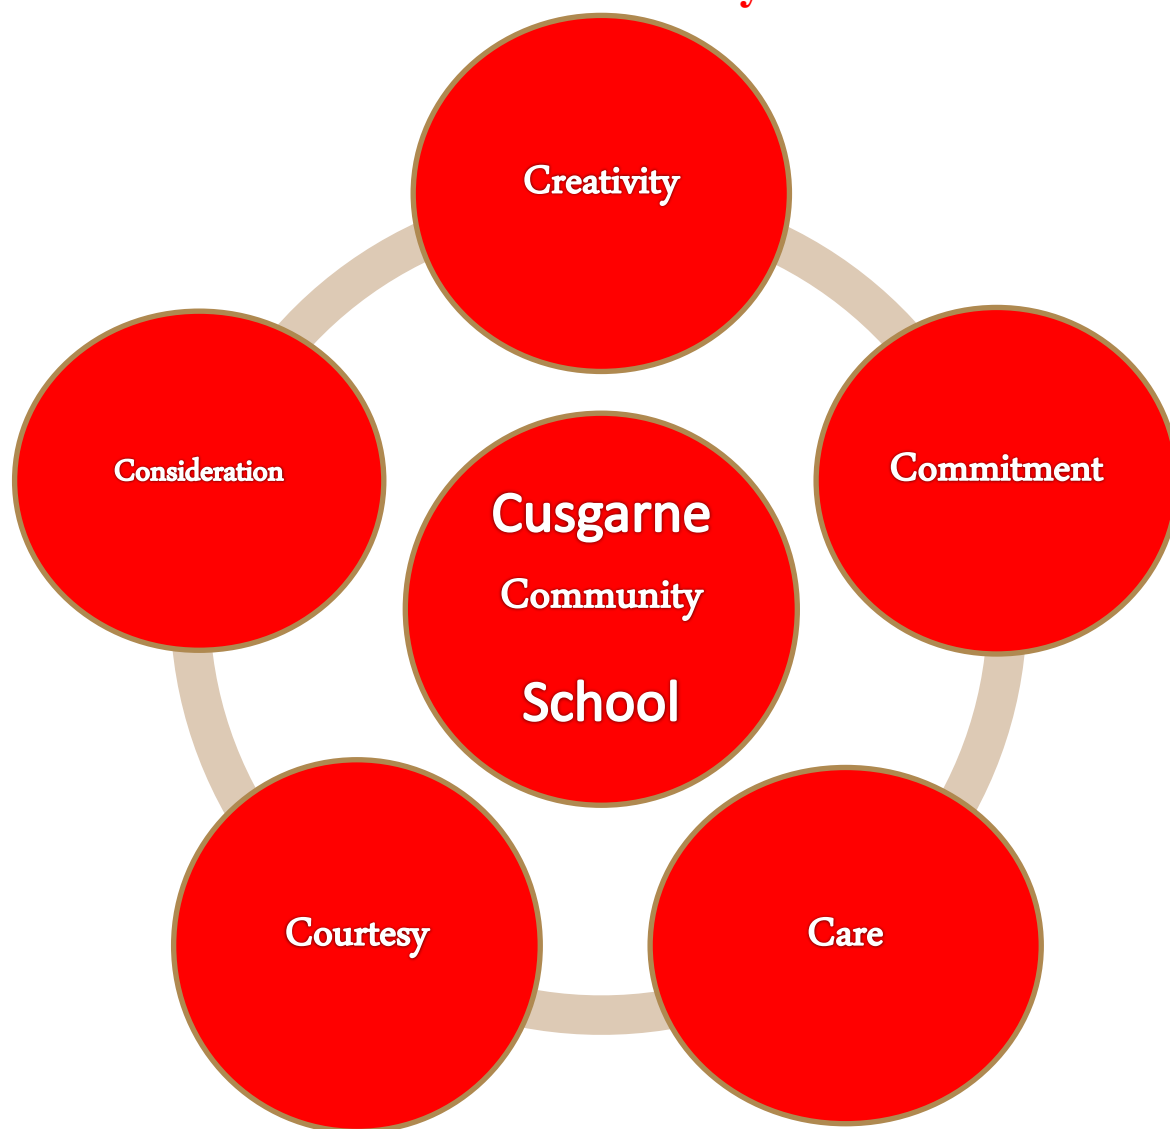 Creativity
Commitment
Consideration
Cusgarne
Community
School
Courtesy
Care